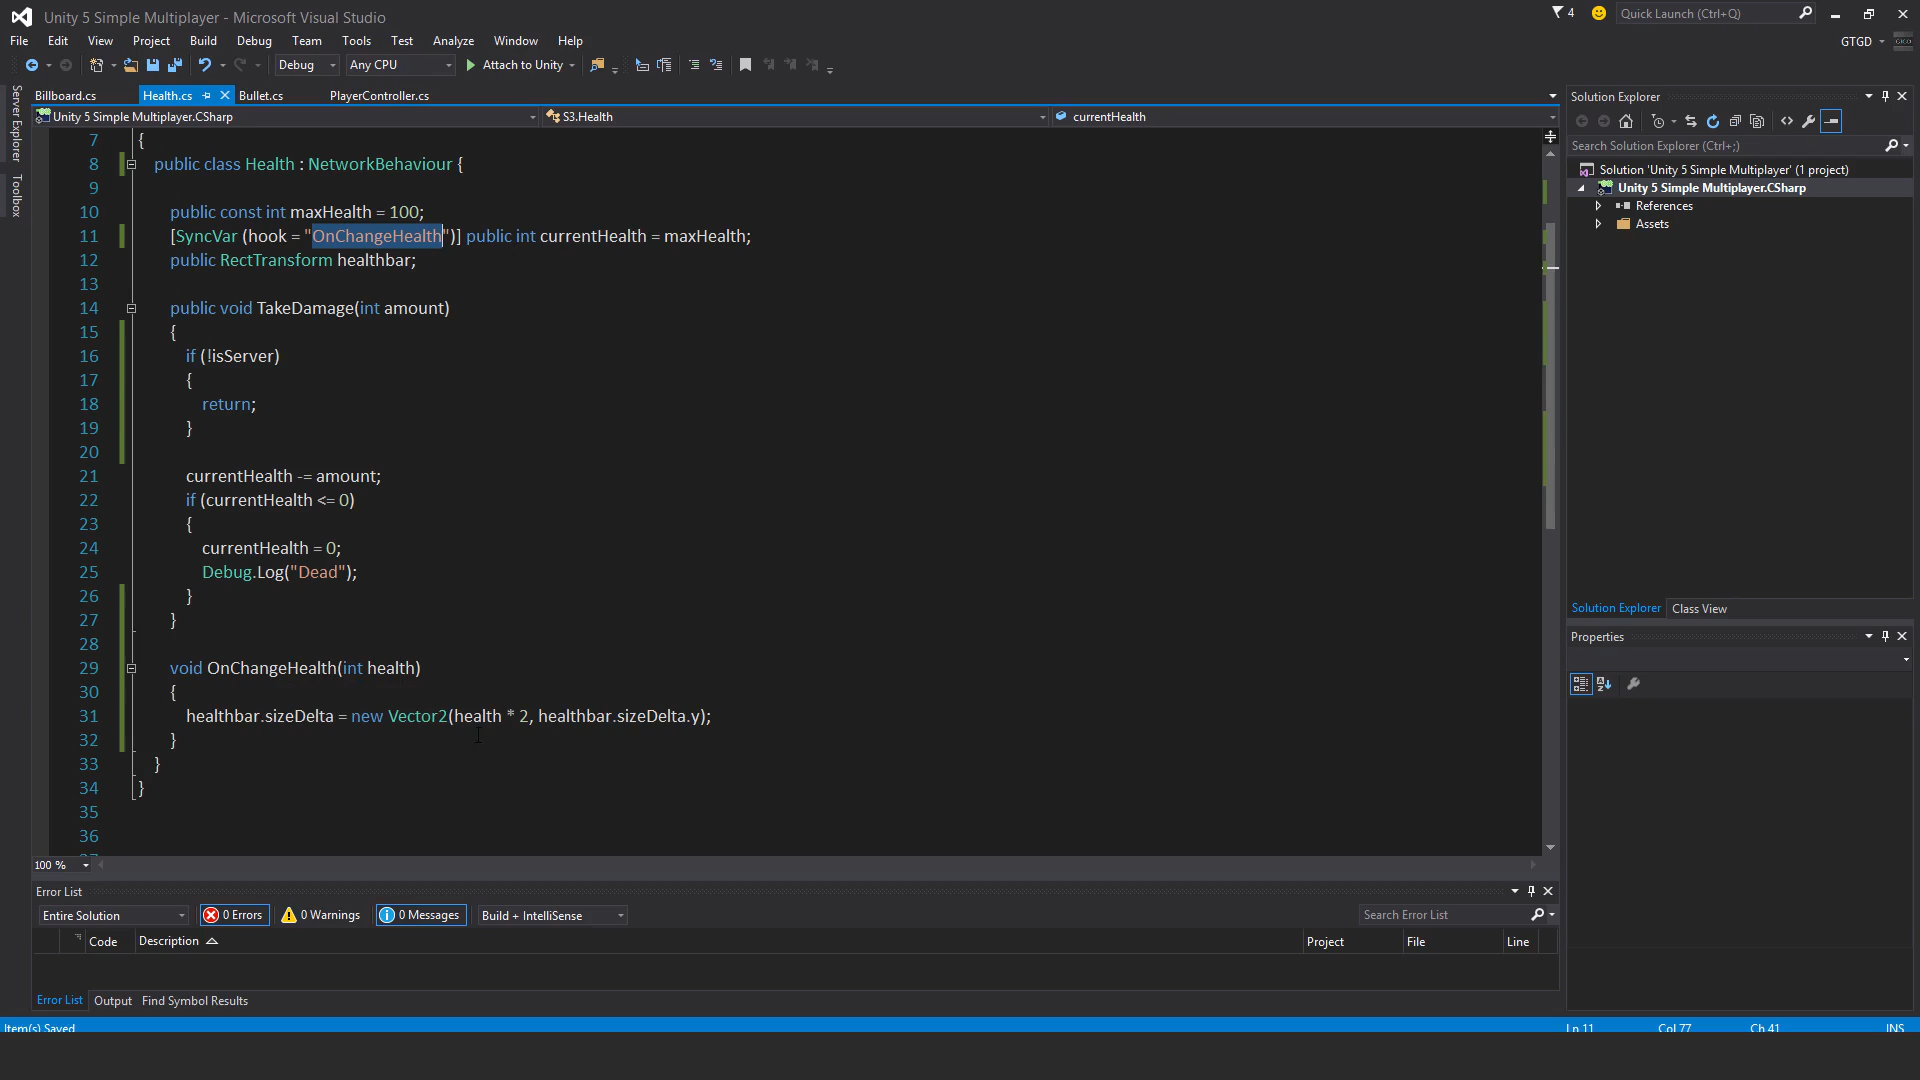 Unity 5 Simple Multiplayer - Microsoft Visual Studio
4
Quick Launch (Ctrl+Q)
File Edit View Project Build Debug Team Tools Test Analyze Window Help
GTGD
Debug Any CPU Attach to Unity
Server Explorer
Toolbox
Billboard.cs Health.cs Bullet.cs PlayerController.cs
Unity 5 Simple Multiplayer.CSharp S3.Health currentHealth
7 {
8 public class Health : NetworkBehaviour {
9
10 public const int maxHealth = 100;
11 [SyncVar (hook = "OnChangeHealth")] public int currentHealth = maxHealth;
12 public RectTransform healthbar;
13
14 public void TakeDamage(int amount)
15 {
16 if (!isServer)
17 {
18 return;
19 }
20
21 currentHealth -= amount;
22 if (currentHealth <= 0)
23 {
24 currentHealth = 0;
25 Debug.Log("Dead");
26 }
27 }
28
29 void OnChangeHealth(int health)
30 {
31 healthbar.sizeDelta = new Vector2(health * 2, healthbar.sizeDelta.y);
32 }
33 }
34 }
35
36
100 %
Solution Explorer
Search Solution Explorer (Ctrl+;)
Solution 'Unity 5 Simple Multiplayer' (1 project)
Unity 5 Simple Multiplayer.CSharp
References
Assets
Solution Explorer Class View
Properties
Error List
Entire Solution 0 Errors 0 Warnings 0 Messages Build + IntelliSense Search Error List
Code Description Project File Line
Error List Output Find Symbol Results
Item(s) Saved Ln 11 Col 77 Ch 41 INS